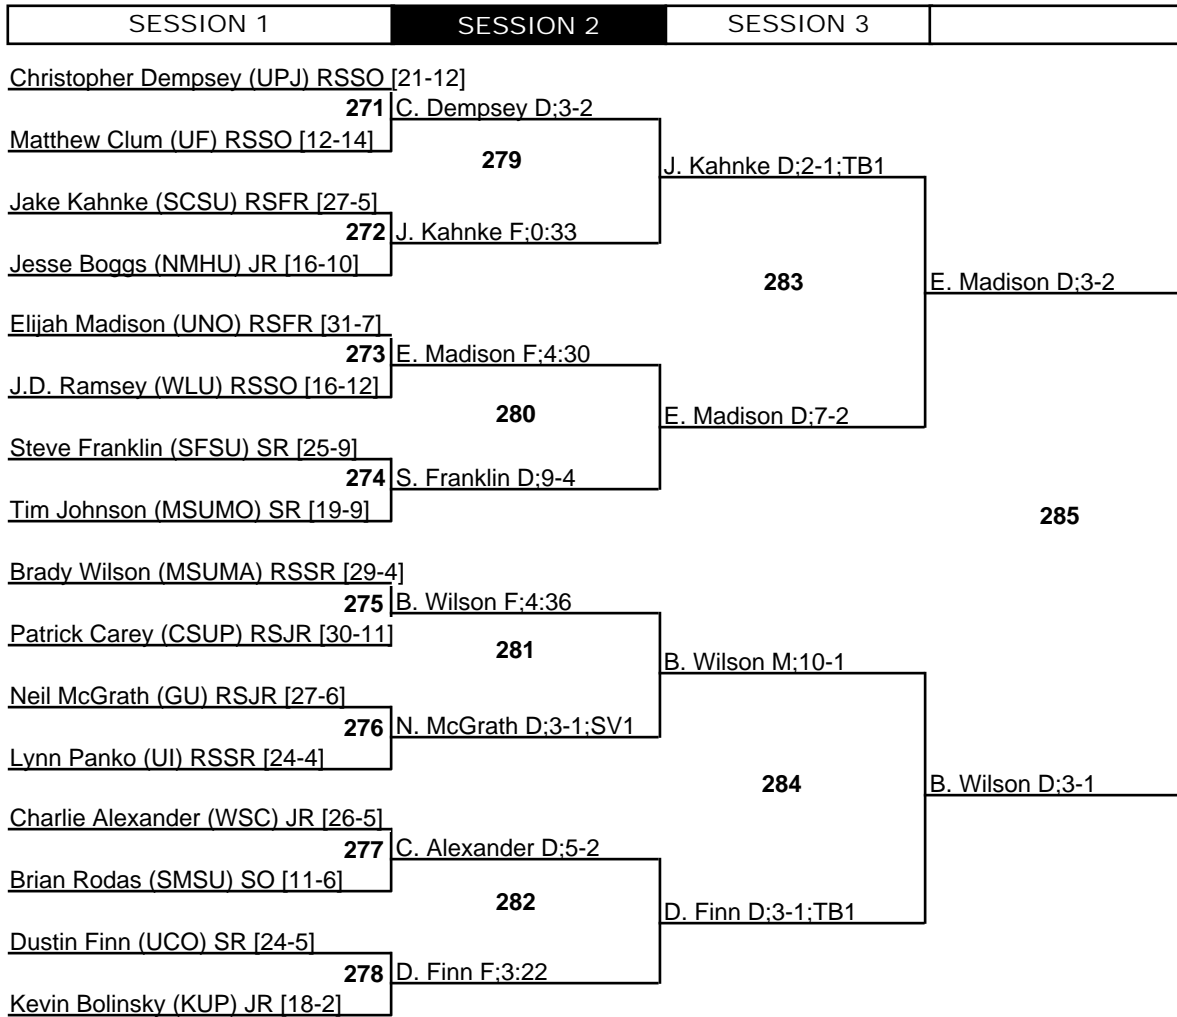 SESSION 1 SESSION 2 SESSION 3
Christopher Dempsey (UPJ) RSSO [21-12]
271 C. Dempsey D;3-2
Matthew Clum (UF) RSSO [12-14]
279
J. Kahnke D;2-1;TB1
Jake Kahnke (SCSU) RSFR [27-5]
272 J. Kahnke F;0:33
Jesse Boggs (NMHU) JR [16-10]
283 E. Madison D;3-2
Elijah Madison (UNO) RSFR [31-7]
273 E. Madison F;4:30
J.D. Ramsey (WLU) RSSO [16-12]
280 E. Madison D;7-2
Steve Franklin (SFSU) SR [25-9]
274 S. Franklin D;9-4
Tim Johnson (MSUMO) SR [19-9]
285
Brady Wilson (MSUMA) RSSR [29-4]
275 B. Wilson F;4:36
Patrick Carey (CSUP) RSJR [30-11]
281
B. Wilson M;10-1
Neil McGrath (GU) RSJR [27-6]
276 N. McGrath D;3-1;SV1
Lynn Panko (UI) RSSR [24-4]
284 B. Wilson D;3-1
Charlie Alexander (WSC) JR [26-5]
277 C. Alexander D;5-2
Brian Rodas (SMSU) SO [11-6]
282
D. Finn D;3-1;TB1
Dustin Finn (UCO) SR [24-5]
278 D. Finn F;3:22
Kevin Bolinsky (KUP) JR [18-2]